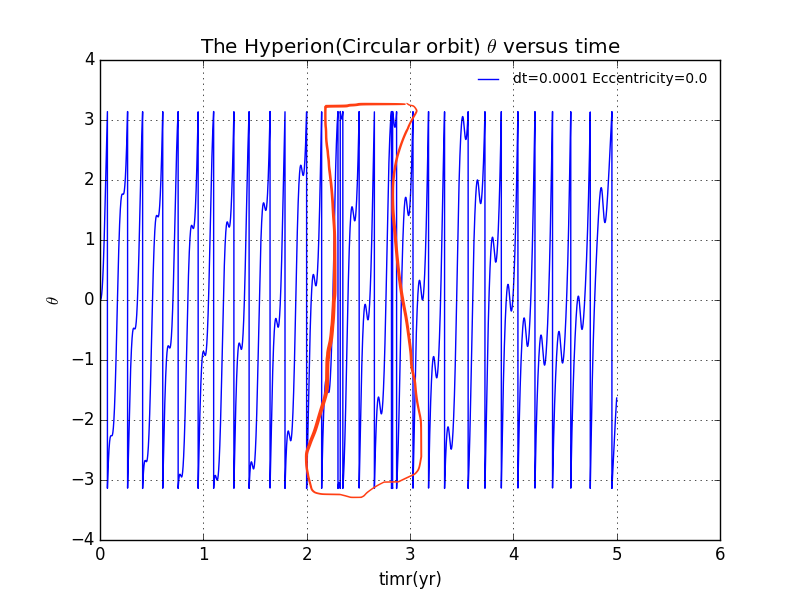 The Hyperion(Circular orbit) θ versus time
dt=0.0001 Eccentricity=0.0
4
3
2
1
0
−1
−2
−3
−4
θ
0 1 2 3 4 5 6
timr(yr)